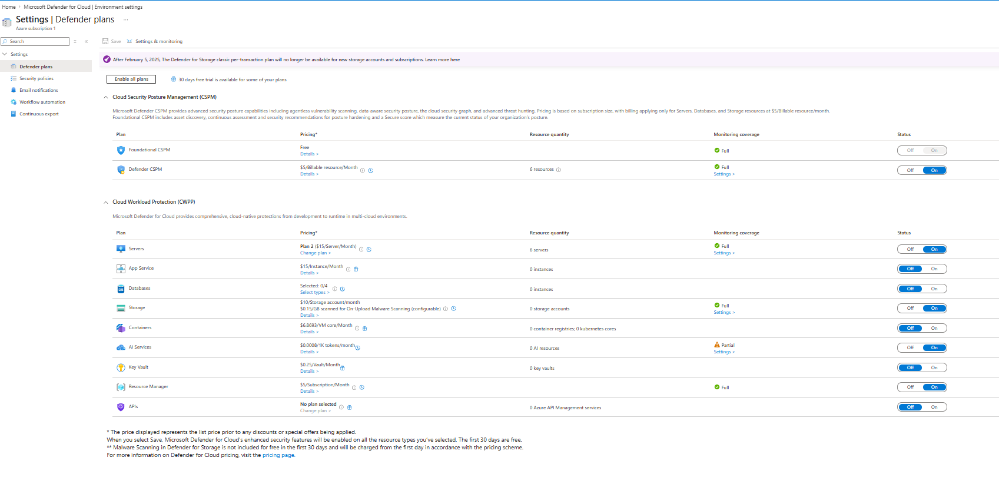 Home > Microsoft Defender for Cloud | Environment settings
Settings | Defender plans ...
Azure subscription 1
Search
Save Settings & monitoring
Settings
Defender plans
Security policies
Email notifications
Workflow automation
Continuous export
After February 5, 2025, The Defender for Storage classic per-transaction plan will no longer be available for new storage accounts and subscriptions. Learn more here
Enable all plans 30 days free trial is available for some of your plans
Cloud Security Posture Management (CSPM)
Microsoft Defender CSPM provides advanced security posture capabilities including agentless vulnerability scanning, data-aware security posture, the cloud security graph, and advanced threat hunting. Pricing is based on subscription size, with billing applying only for Servers, Databases, and Storage resources at $5/Billable resource/month.
Foundational CSPM includes asset discovery, continuous assessment and security recommendations for posture hardening and a Secure score which measure the current status of your organization's posture.
Plan Pricing* Resource quantity Monitoring coverage Status
Foundational CSPM Free Full Off On
Details >
Defender CSPM $5/Billable resource/Month 6 resources Full Off On
Details > Settings >
Cloud Workload Protection (CWPP)
Microsoft Defender for Cloud provides comprehensive, cloud-native protections from development to runtime in multi-cloud environments.
Plan Pricing* Resource quantity Monitoring coverage Status
Servers Plan 2 ($15/Server/Month) 6 servers Full Off On
Change plan > Settings >
App Service $15/Instance/Month 0 instances Off On
Details >
Databases Selected: 0/4 0 instances Off On
Select types >
$10/Storage account/month
Storage $0.15/GB scanned for On-Upload Malware Scanning (configurable) 0 storage accounts Full Off On
Details > Settings >
Containers $6.8693/VM core/Month 0 container registries; 0 kubernetes cores Off On
Details >
AI Services $0.0008/1K tokens/month 0 AI resources Partial Off On
Details > Settings >
Key Vault $0.25/Vault/Month 0 key vaults Off On
Details >
Resource Manager $5/Subscription/Month Full Off On
Details >
APIs No plan selected 0 Azure API Management services Off On
Change plan >
* The price displayed represents the list price prior to any discounts or special offers being applied.
When you select Save, Microsoft Defender for Cloud's enhanced security features will be enabled on all the resource types you've selected. The first 30 days are free.
** Malware Scanning in Defender for Storage is not included for free in the first 30 days and will be charged from the first day in accordance with the pricing scheme.
For more information on Defender for Cloud pricing, visit the pricing page.